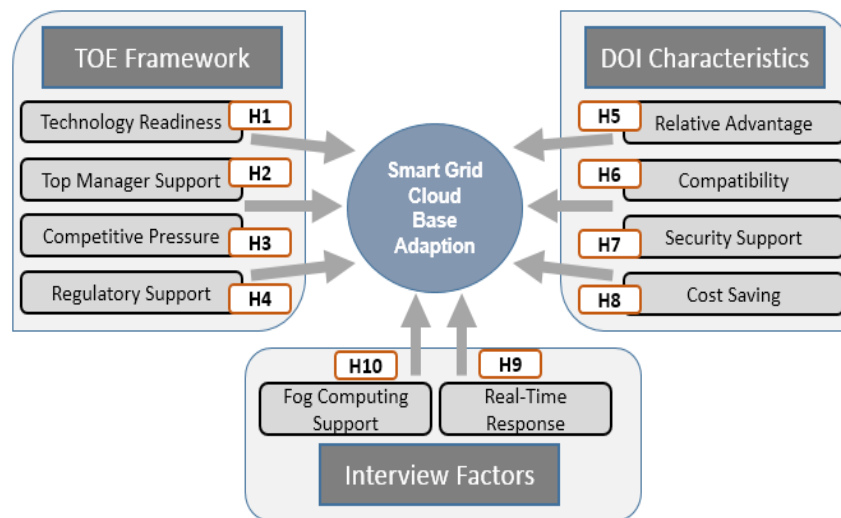 TOE Framework
Technology Readiness
H1
Top Manager Support
H2
Competitive Pressure
H3
Regulatory Support
H4
Smart Grid
Cloud
Base
Adaption
DOI Characteristics
H5
Relative Advantage
H6
Compatibility
H7
Security Support
H8
Cost Saving
H10
Fog Computing
Support
H9
Real-Time
Response
Interview Factors